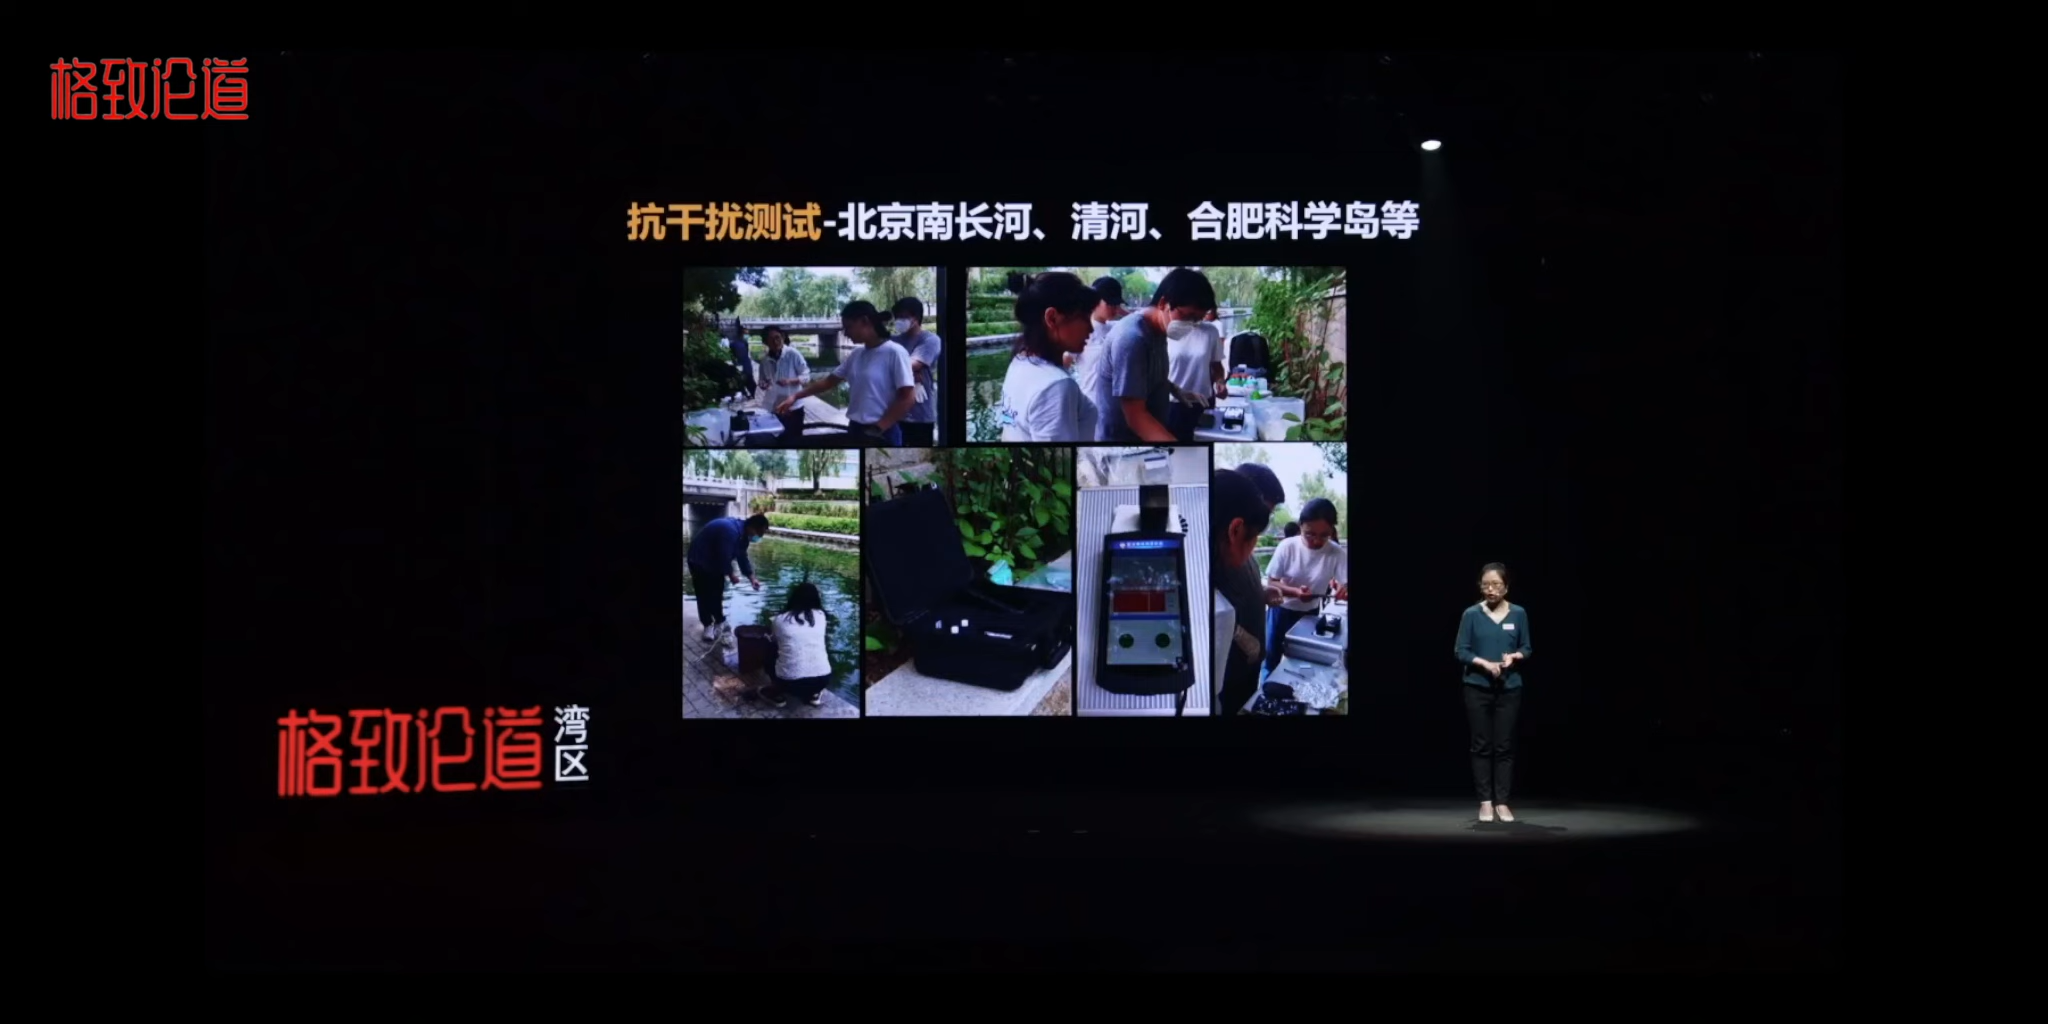 格致论道
抗干扰测试-北京南长河、清河、合肥科学岛等
格致论道
湾区